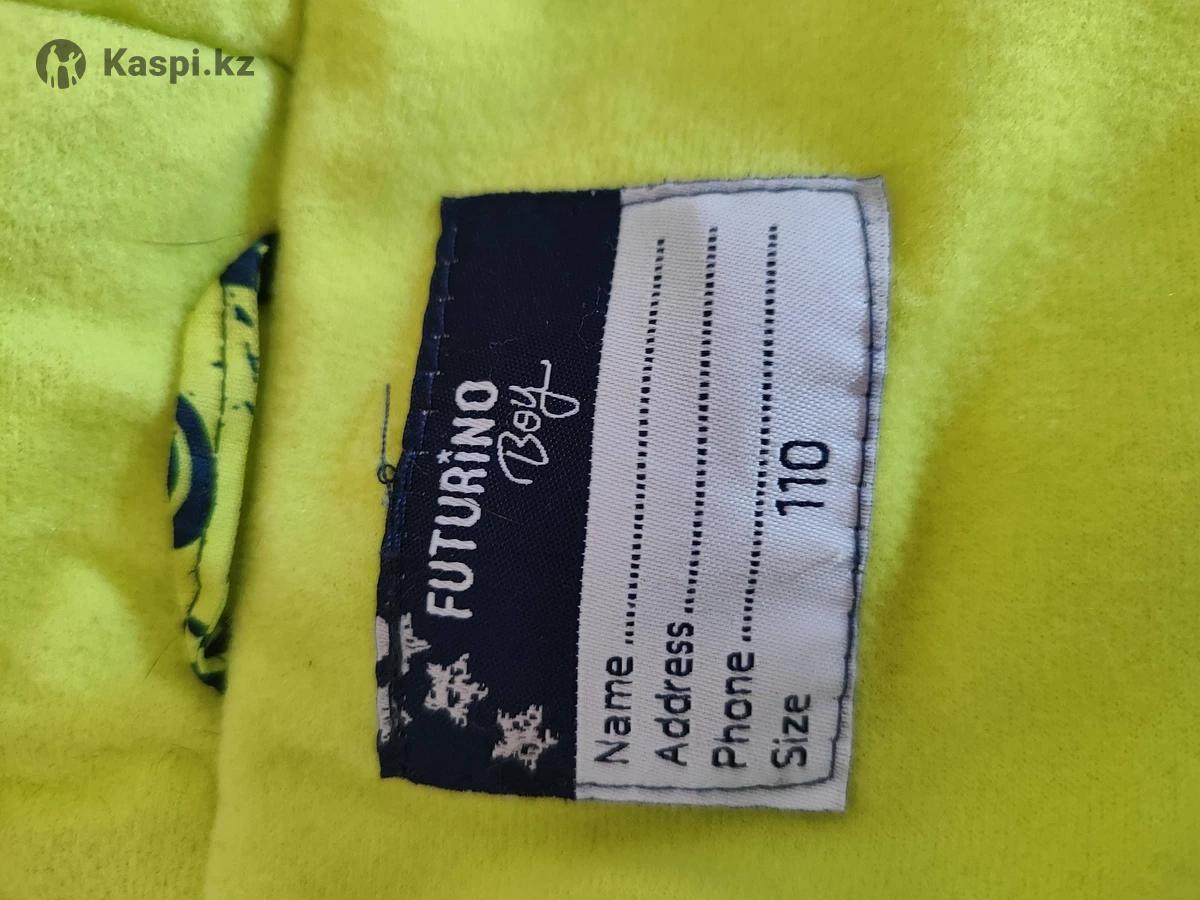 Kaspi.kz
FUTURiNO
Boy
Name ....................................
Address ....................................
Phone ....................................
Size 110